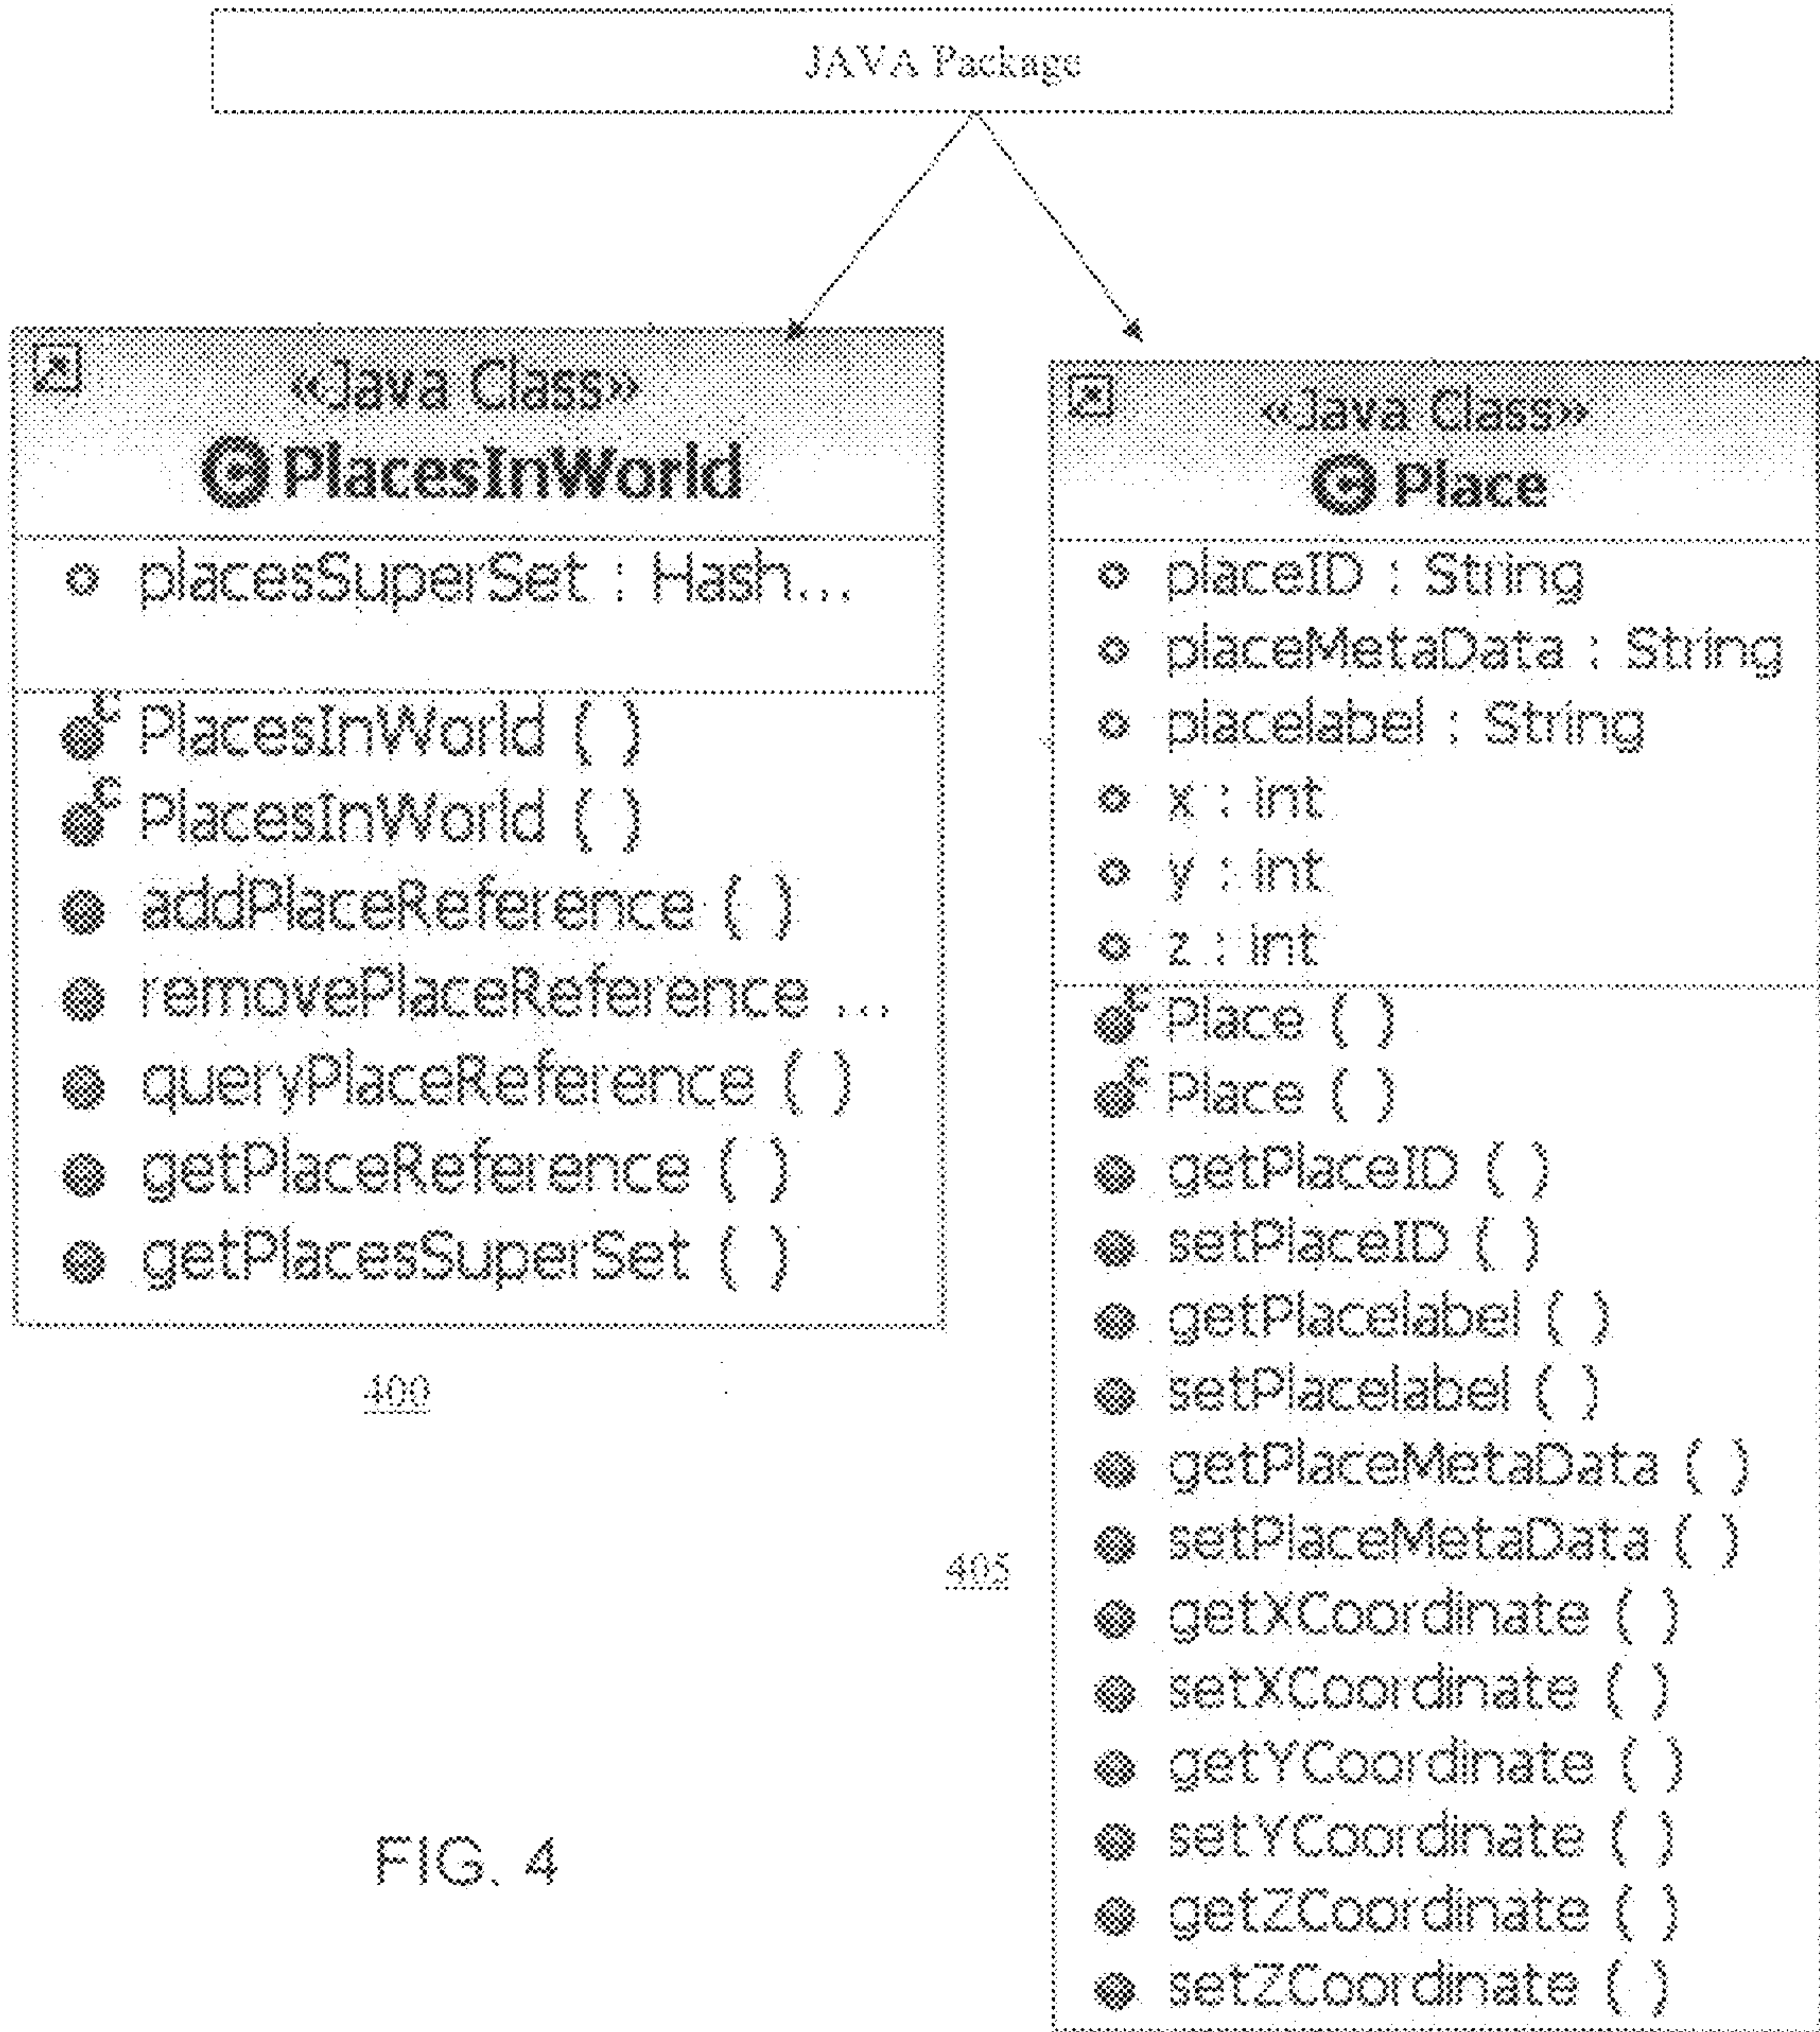 JAVA Package
«Java Class»
PlacesInWorld
placesSuperSet : Hash...
PlacesInWorld ( )
PlacesInWorld ( )
addPlaceReference ( )
removePlaceReference ...
queryPlaceReference ( )
getPlaceReference ( )
getPlacesSuperSet ( )
400
«Java Class»
Place
placeID : String
placeMetaData : String
placelabel : String
x : int
y : int
z : int
Place ( )
Place ( )
getPlaceID ( )
setPlaceID ( )
getPlacelabel ( )
setPlacelabel ( )
getPlaceMetaData ( )
setPlaceMetaData ( )
getXCoordinate ( )
setXCoordinate ( )
getYCoordinate ( )
setYCoordinate ( )
getZCoordinate ( )
setZCoordinate ( )
405
FIG. 4